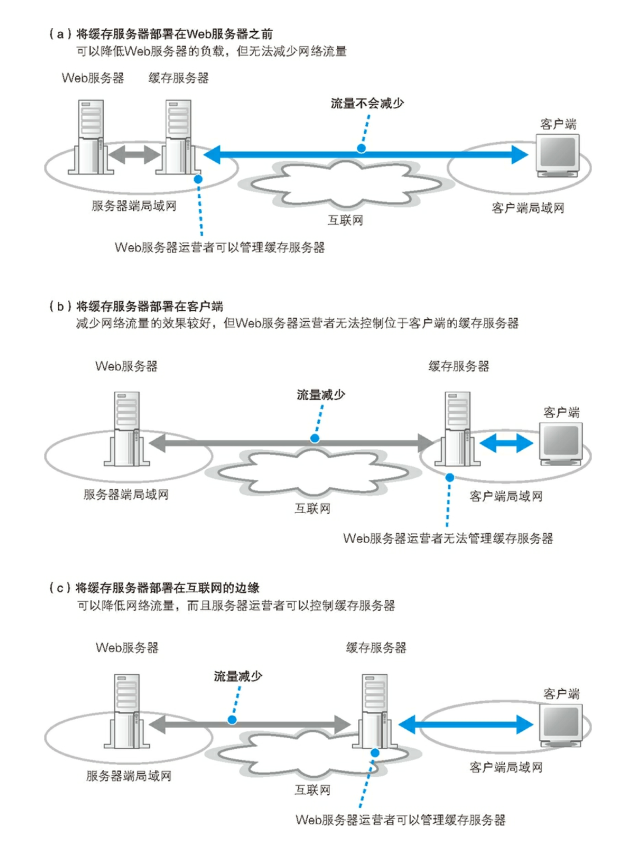 （a）将缓存服务器部署在Web服务器之前
可以降低Web服务器的负载，但无法减少网络流量
Web服务器 缓存服务器
流量不会减少
客户端
服务器端局域网
互联网
客户端局域网
Web服务器运营者可以管理缓存服务器
（b）将缓存服务器部署在客户端
减少网络流量的效果较好，但Web服务器运营者无法控制位于客户端的缓存服务器
Web服务器
缓存服务器
流量减少
客户端
服务器端局域网
互联网
客户端局域网
Web服务器运营者无法管理缓存服务器
（c）将缓存服务器部署在互联网的边缘
可以降低网络流量，而且服务器运营者可以控制缓存服务器
Web服务器
缓存服务器
流量减少
客户端
服务器端局域网
互联网
客户端局域网
Web服务器运营者可以管理缓存服务器